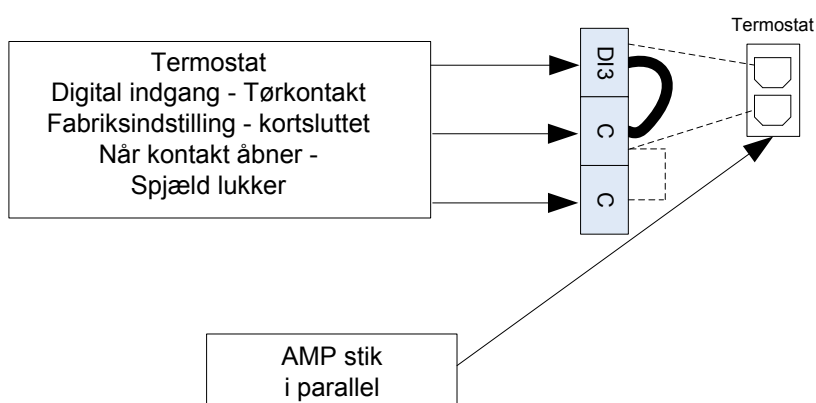 Termostat
Termostat
Digital indgang - Tørkontakt
Fabriksindstilling - kortsluttet
Når kontakt åbner -
Spjæld lukker
DI3
C
C
AMP stik
i parallel